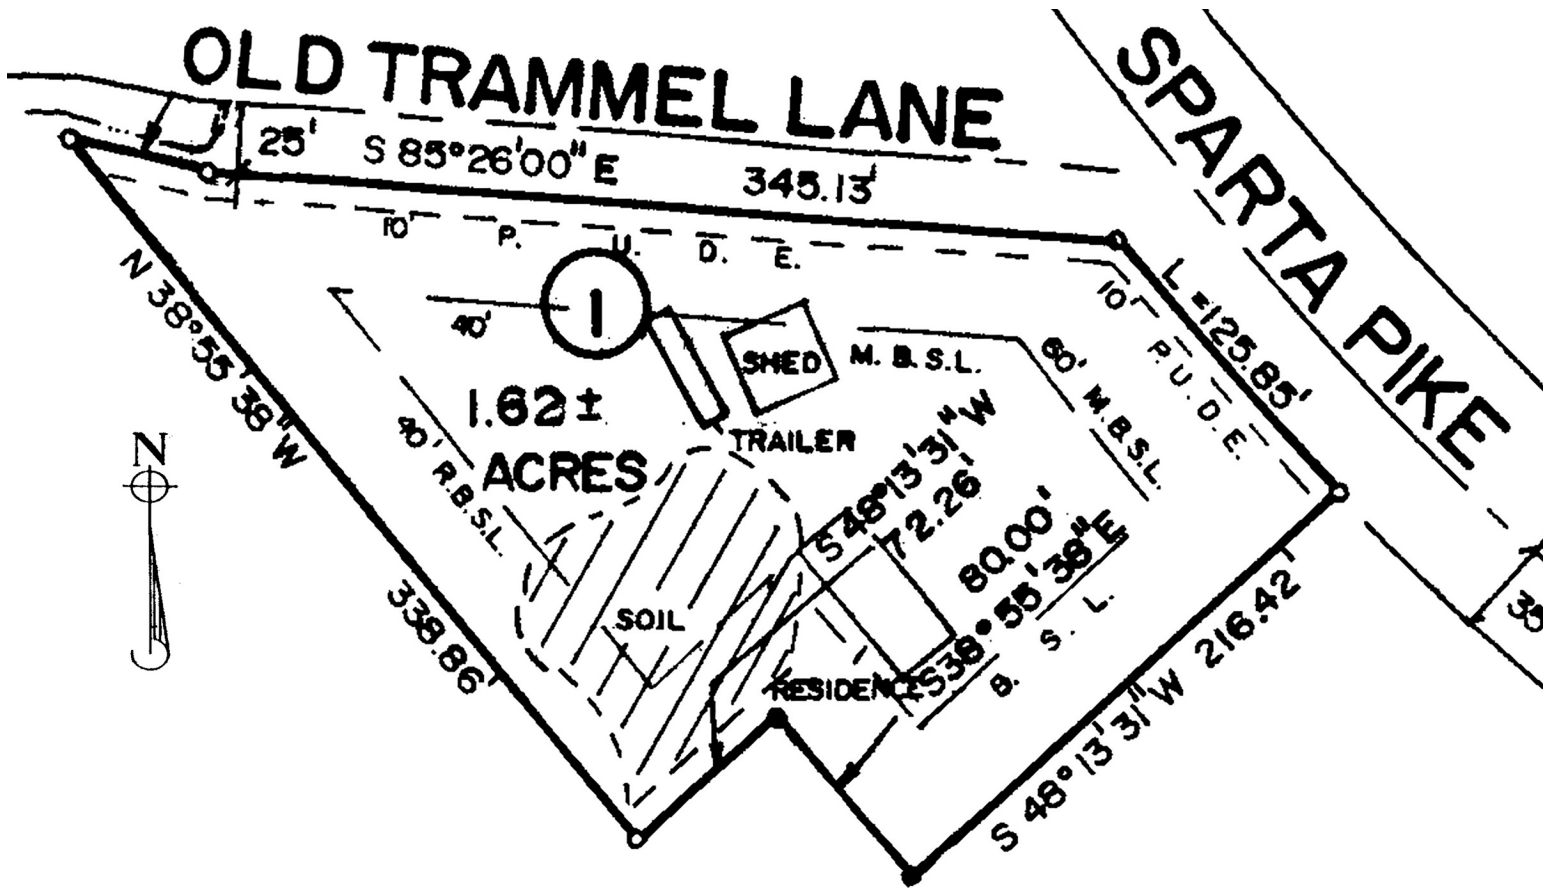 OLD TRAMMEL LANE
SPARTA PIKE
25'
S 85°26'00" E 345.13'
10' P. U. D. E.
L =125.85'
10' P. U. D. E.
N 38°55'38" W
338.86'
1
40' M. B. S. L.
60' M. B. S. L.
SHED
1.62 ±
ACRES
40' R. B. S. L.
TRAILER
N
S 48°13'31" W
72.26'
80.00'
S 38°55'38" E
SOIL
RESIDENCE
B. S. L.
S 48°13'31" W 216.42'
35